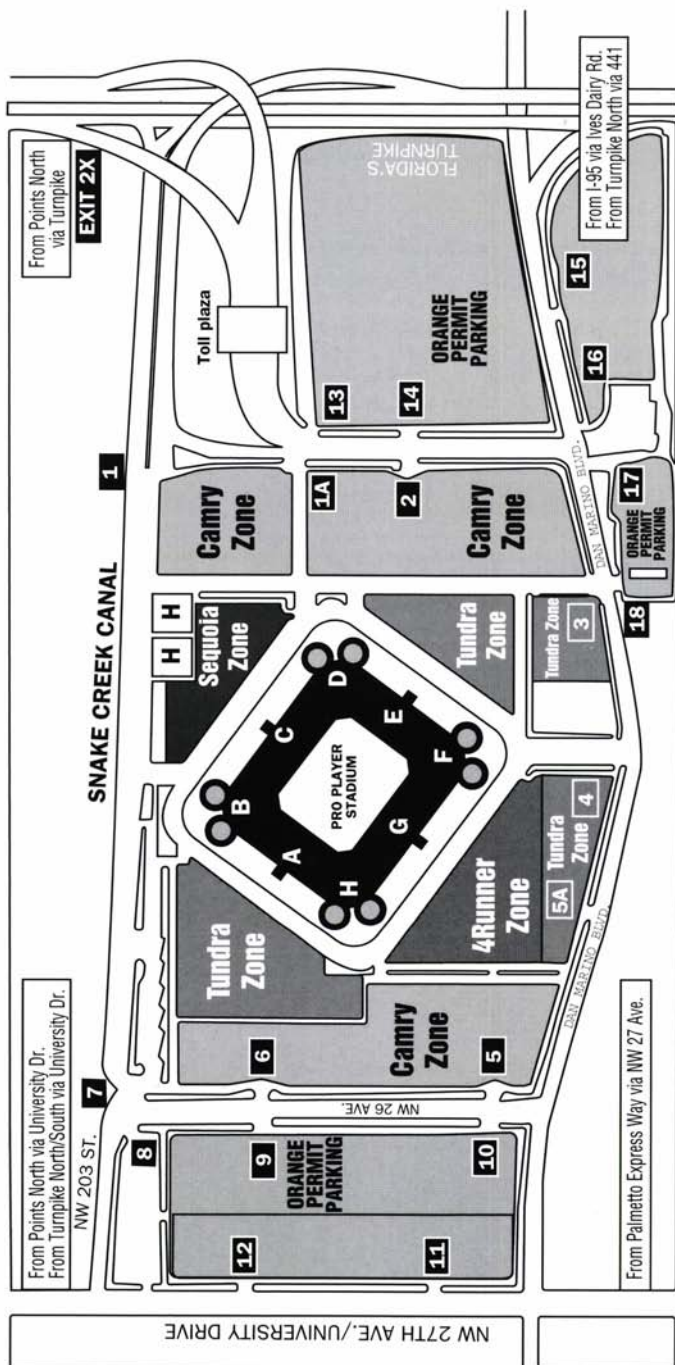 From Points North via University Dr.
From Turnpike North/South via University Dr.
NW 203 ST.
7
8
SNAKE CREEK CANAL
1
From Points North
via Turnpike
EXIT 2X
Toll plaza
H
H
Sequoia
Zone
Camry
Zone
Tundra
Zone
A
B
C
D
E
F
G
H
PRO PLAYER
STADIUM
1A
2
13
14
ORANGE
PERMIT
PARKING
FLORIDA'S
TURNPIKE
Camry
Zone
6
Camry
Zone
5
NW 26 AVE.
9
ORANGE
PERMIT
PARKING
10
12
11
NW 27TH AVE./UNIVERSITY DRIVE
4Runner
Zone
Tundra
Zone
5A
Tundra
Zone
4
Tundra Zone
3
DAN MARINO BLVD.
DAN MARINO BLVD.
18
ORANGE
PERMIT
PARKING
17
16
15
From Palmetto Express Way via NW 27 Ave.
From I-95 via Ives Dairy Rd.
From Turnpike North via 441